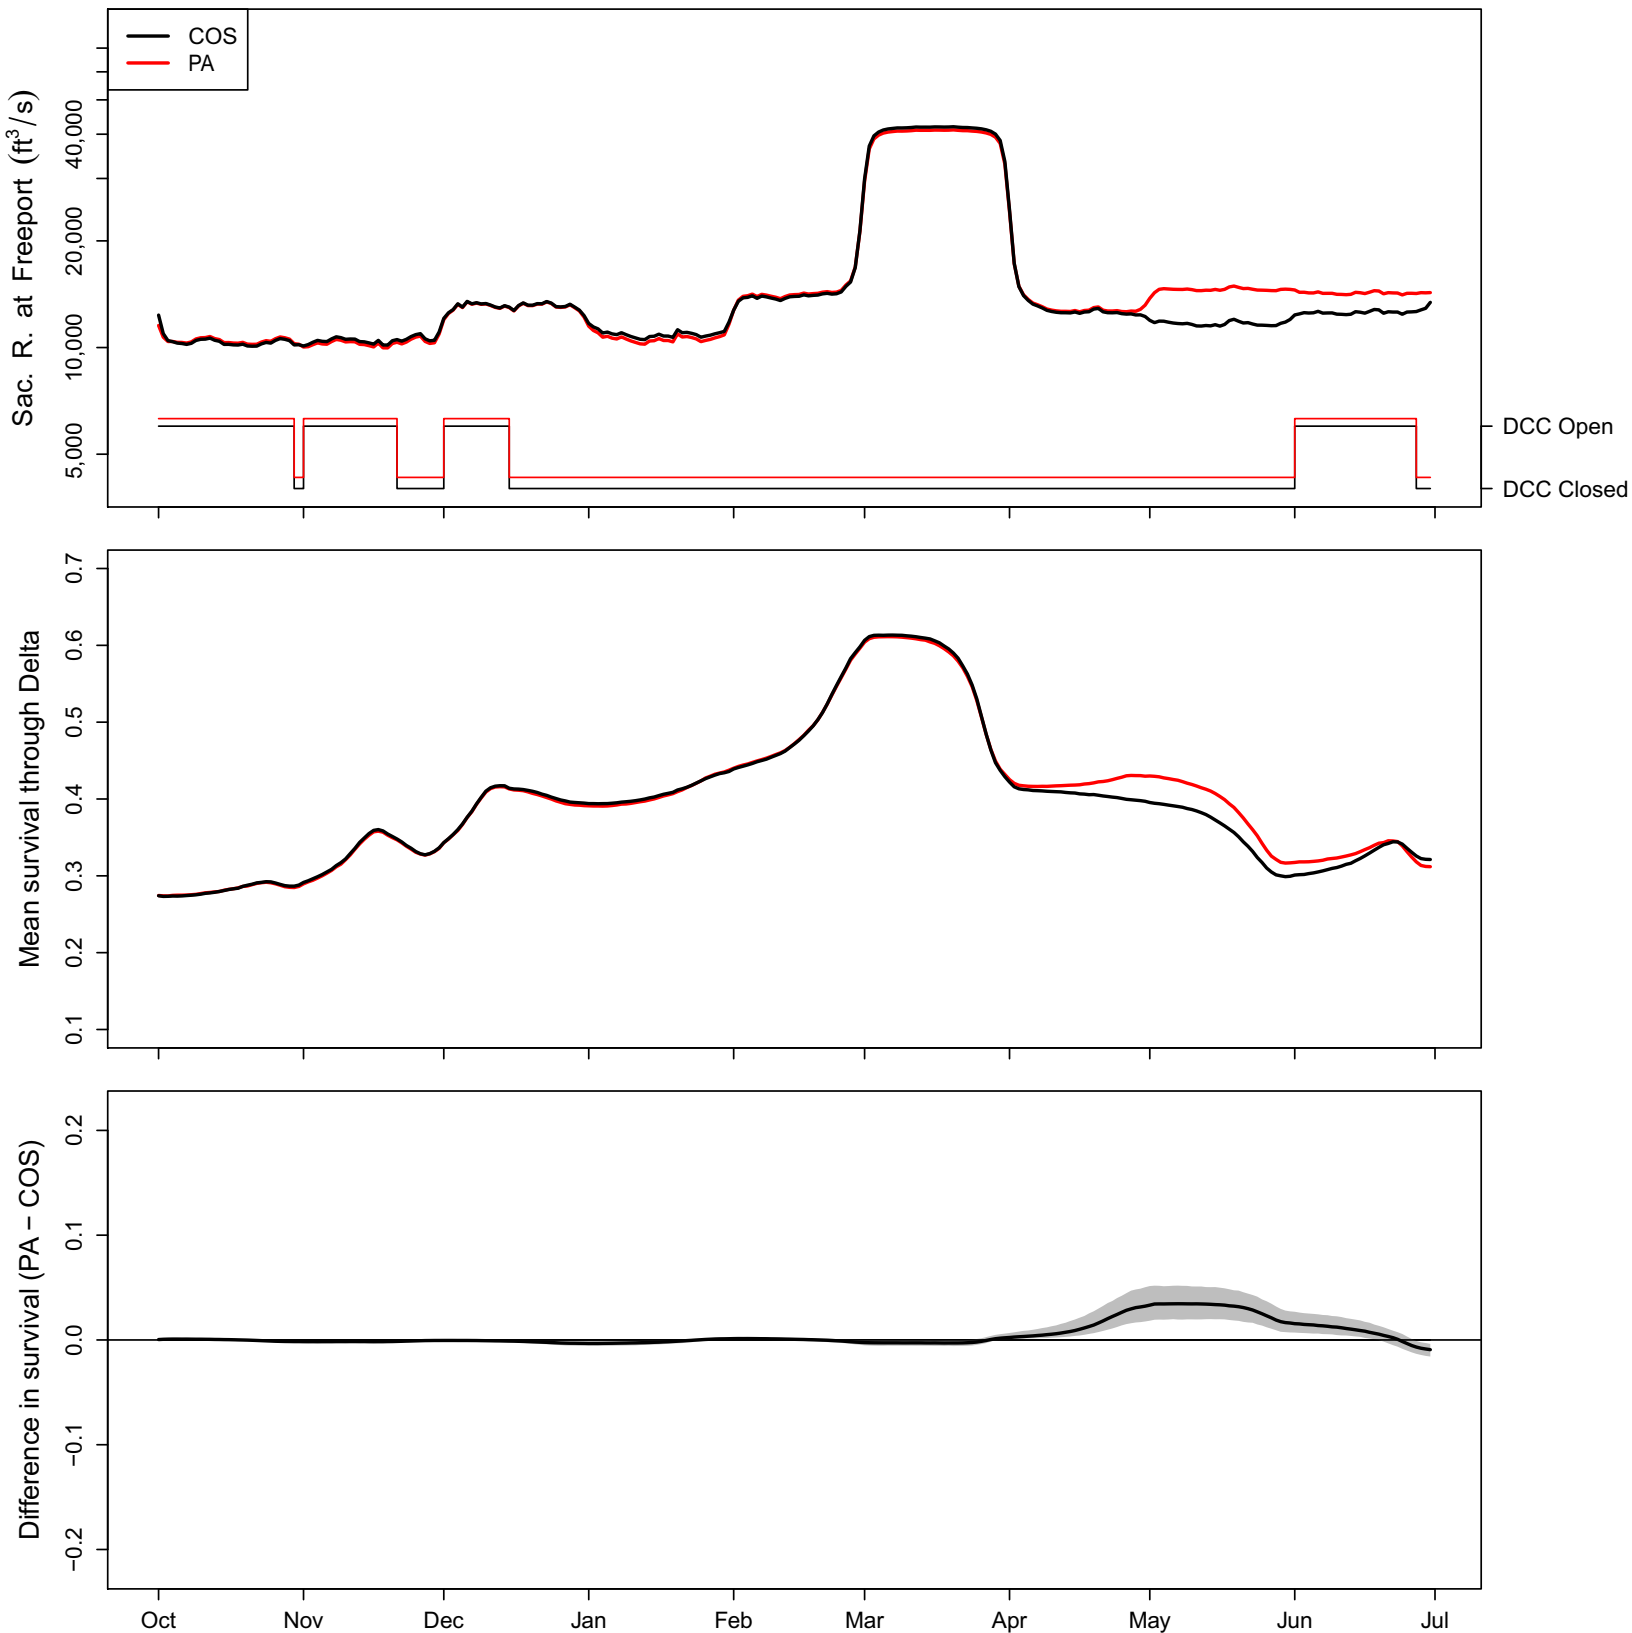 COS
PA
Sac. R. at Freeport (ft³/s)
40,000
20,000
10,000
5,000
DCC Open
DCC Closed
Mean survival through Delta
0.7
0.6
0.5
0.4
0.3
0.2
0.1
Difference in survival (PA − COS)
0.2
0.1
0.0
−0.1
−0.2
Oct Nov Dec Jan Feb Mar Apr May Jun Jul